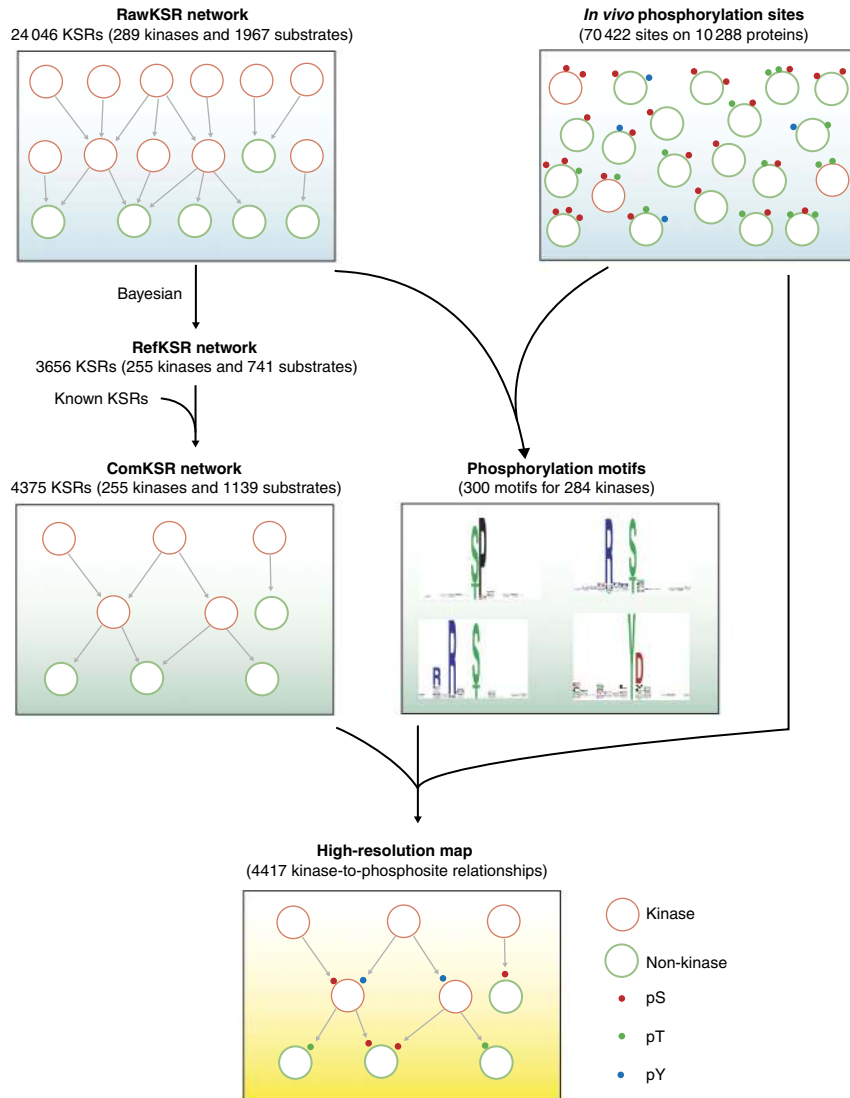 RawKSR network
24 046 KSRs (289 kinases and 1967 substrates)
In vivo phosphorylation sites
(70 422 sites on 10 288 proteins)
Bayesian
RefKSR network
3656 KSRs (255 kinases and 741 substrates)
Known KSRs
ComKSR network
4375 KSRs (255 kinases and 1139 substrates)
Phosphorylation motifs
(300 motifs for 284 kinases)
S P
T
R S
T
R R S
T
Y D
High-resolution map
(4417 kinase-to-phosphosite relationships)
Kinase
Non-kinase
pS
pT
pY